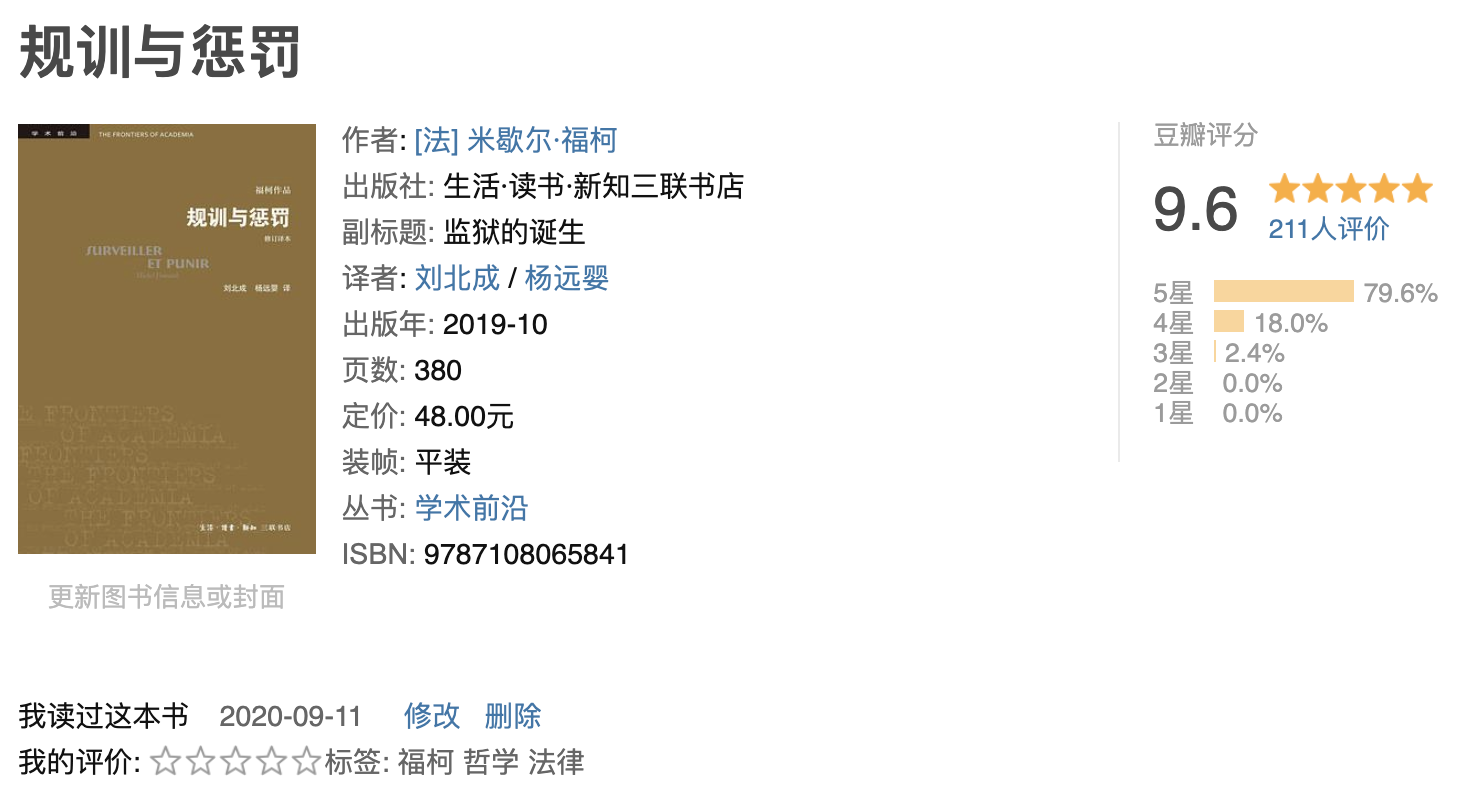 规训与惩罚
学术前沿 THE FRONTIERS OF ACADEMIA
福柯作品
规训与惩罚
修订译本
SURVEILLER
ET PUNIR
Michel Foucault
刘北成 杨远婴 译
THE FRONTIERS
OF ACADEMIA
FRONTIERS
THE FRONTIERS
OF ACADEMIA
THE FRONTIERS
OF ACADEMIA
生活·读书·新知 三联书店
更新图书信息或封面
作者: [法] 米歇尔·福柯
出版社: 生活·读书·新知三联书店
副标题: 监狱的诞生
译者: 刘北成 / 杨远婴
出版年: 2019-10
页数: 380
定价: 48.00元
装帧: 平装
丛书: 学术前沿
ISBN: 9787108065841
豆瓣评分
9.6
211人评价
5星 79.6%
4星 18.0%
3星 2.4%
2星 0.0%
1星 0.0%
我读过这本书 2020-09-11 修改 删除
我的评价: 标签: 福柯 哲学 法律